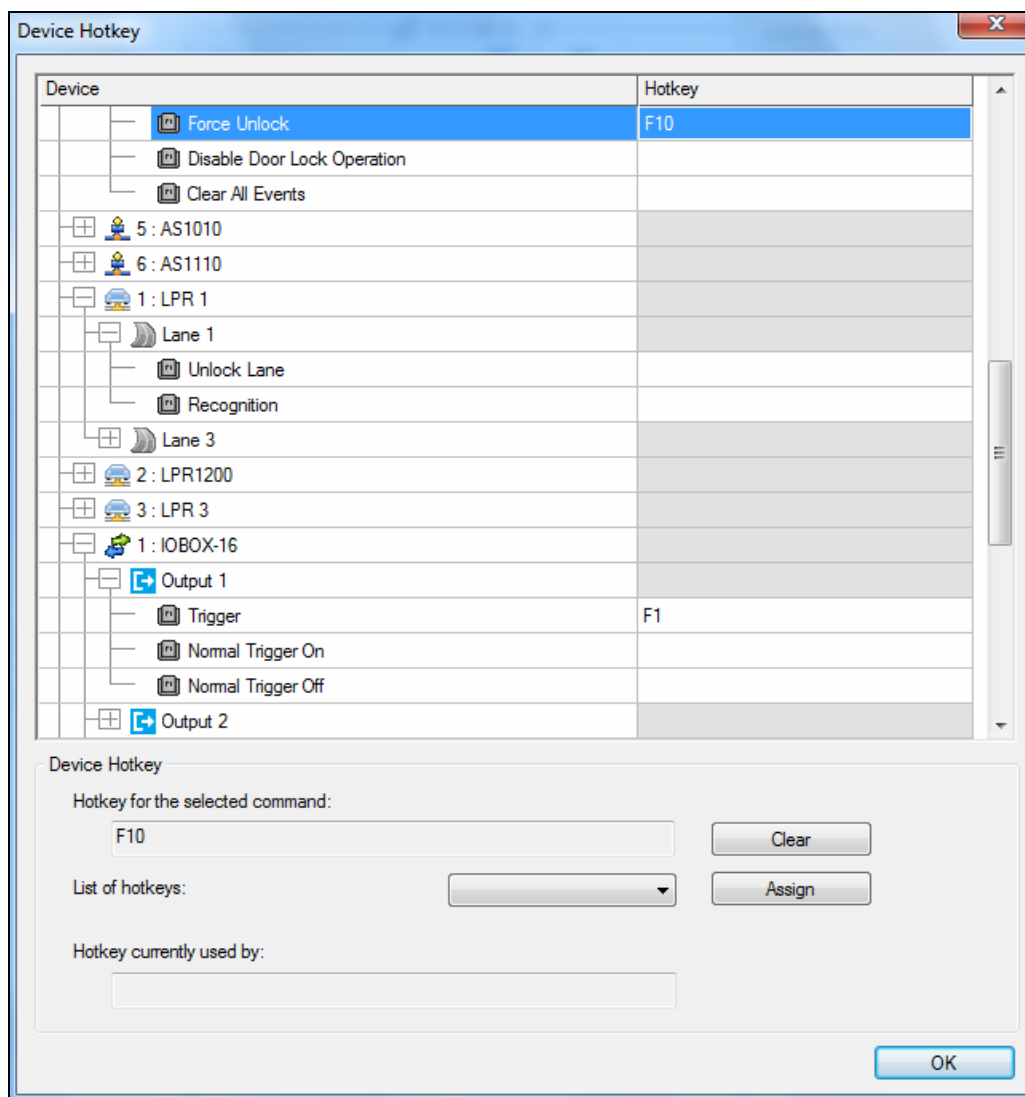 Device Hotkey
Device Hotkey
Force Unlock F10
Disable Door Lock Operation
Clear All Events
5 : AS1010
6 : AS1110
1 : LPR 1
Lane 1
Unlock Lane
Recognition
Lane 3
2 : LPR1200
3 : LPR 3
1 : IOBOX-16
Output 1
Trigger F1
Normal Trigger On
Normal Trigger Off
Output 2
Device Hotkey
Hotkey for the selected command:
F10 Clear
List of hotkeys: Assign
Hotkey currently used by:
OK